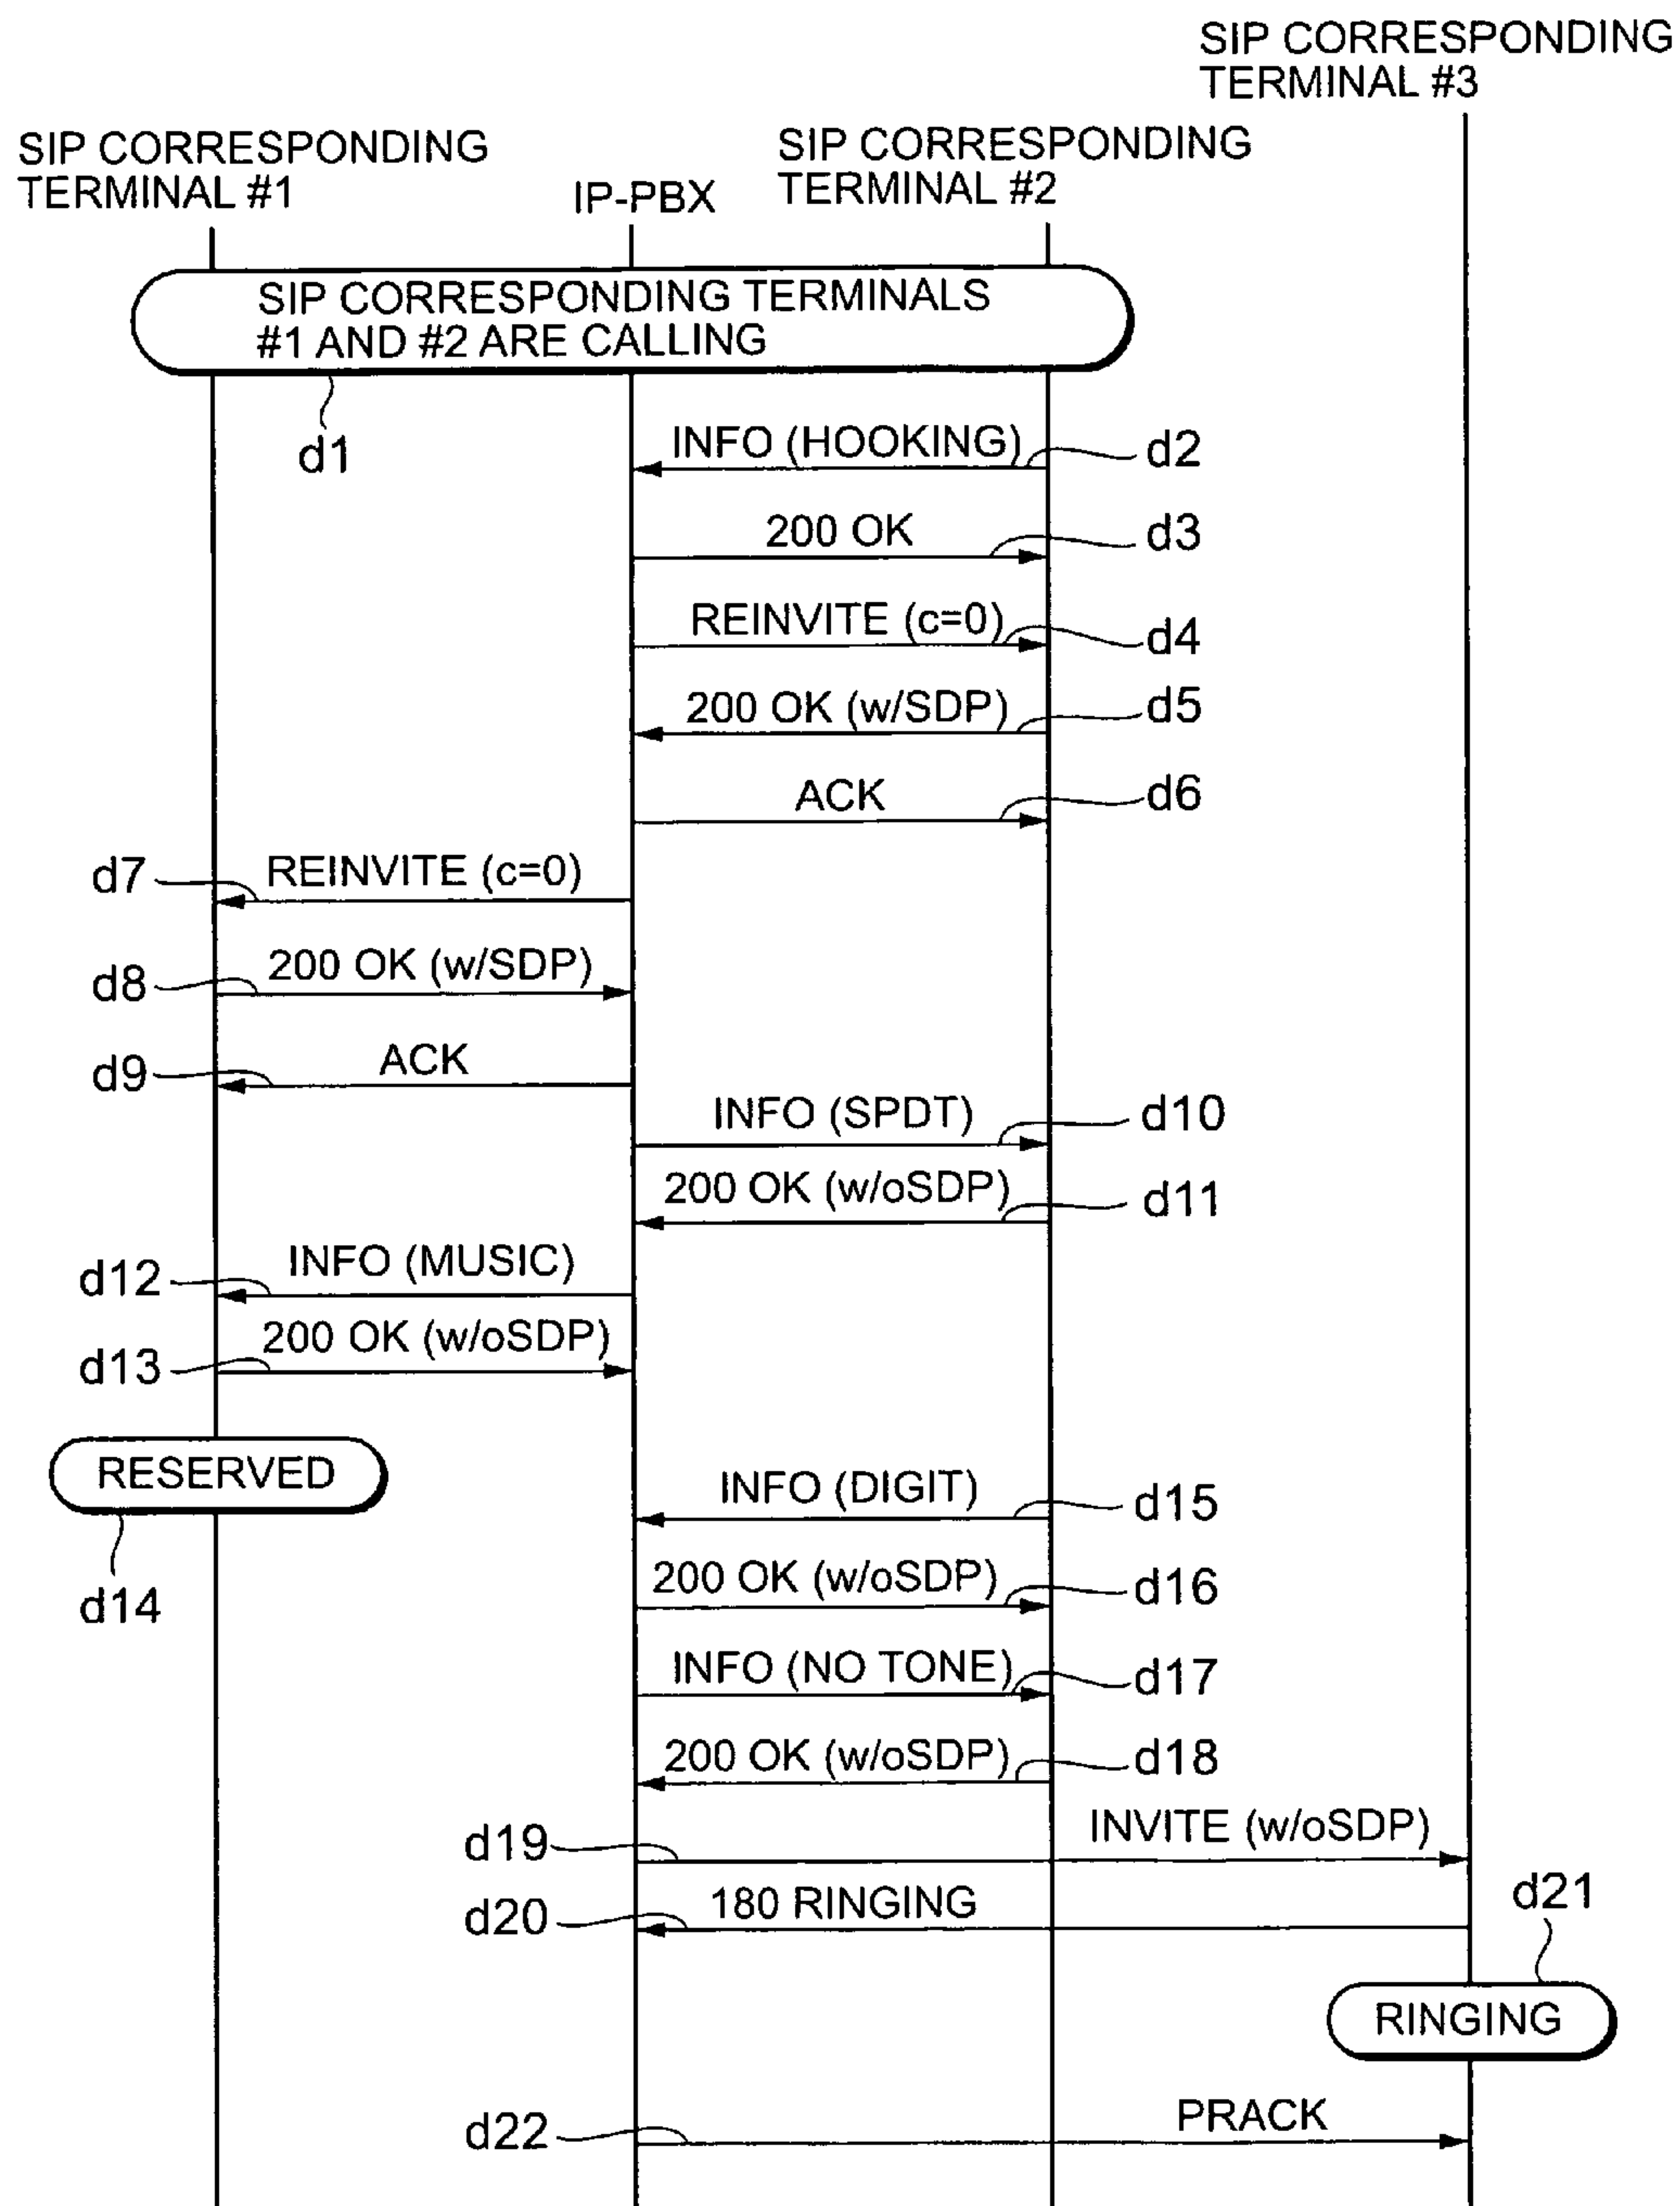 SIP CORRESPONDING
TERMINAL #3
SIP CORRESPONDING
TERMINAL #1
IP-PBX
SIP CORRESPONDING
TERMINAL #2
SIP CORRESPONDING TERMINALS
#1 AND #2 ARE CALLING
d1
INFO (HOOKING)
d2
200 OK
d3
REINVITE (c=0)
d4
200 OK (w/SDP)
d5
ACK
d6
d7
REINVITE (c=0)
d8
200 OK (w/SDP)
d9
ACK
INFO (SPDT)
d10
200 OK (w/oSDP)
d11
d12
INFO (MUSIC)
d13
200 OK (w/oSDP)
RESERVED
d14
INFO (DIGIT)
d15
200 OK (w/oSDP)
d16
INFO (NO TONE)
d17
200 OK (w/oSDP)
d18
d19
INVITE (w/oSDP)
d20
180 RINGING
d21
RINGING
d22
PRACK